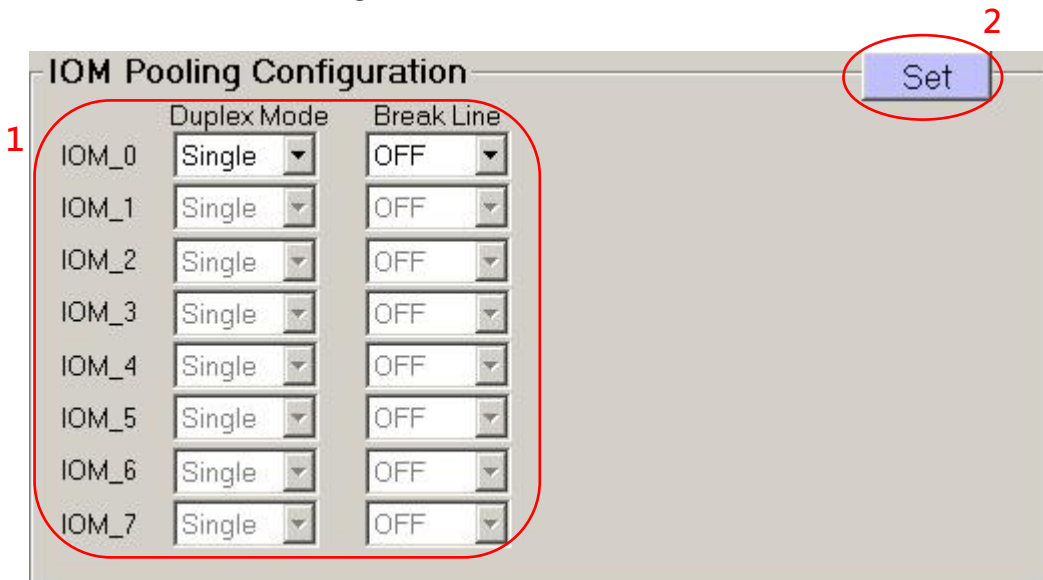 2
IOM Pooling Configuration Set
Duplex Mode Break Line
1
IOM_0 Single OFF
IOM_1 Single OFF
IOM_2 Single OFF
IOM_3 Single OFF
IOM_4 Single OFF
IOM_5 Single OFF
IOM_6 Single OFF
IOM_7 Single OFF